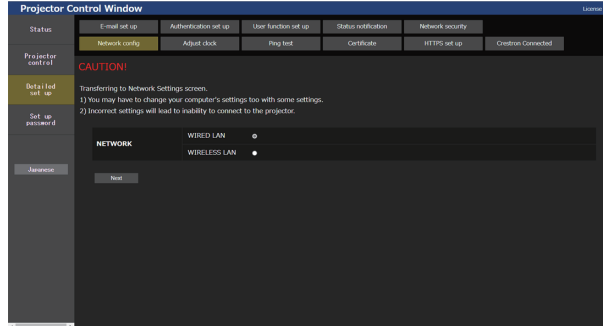 Projector Control Window
License
Status
E-mail set up
Authentication set up
User function set up
Status notification
Network security
Network config
Adjust clock
Ping test
Certificate
HTTPS set up
Crestron Connected
Projector
control
Detailed
set up
Set up
password
Japanese
CAUTION!
Transferring to Network Settings screen.
1) You may have to change your computer's settings too with some settings.
2) Incorrect settings will lead to inability to connect to the projector.
NETWORK
WIRED LAN
WIRELESS LAN
Next